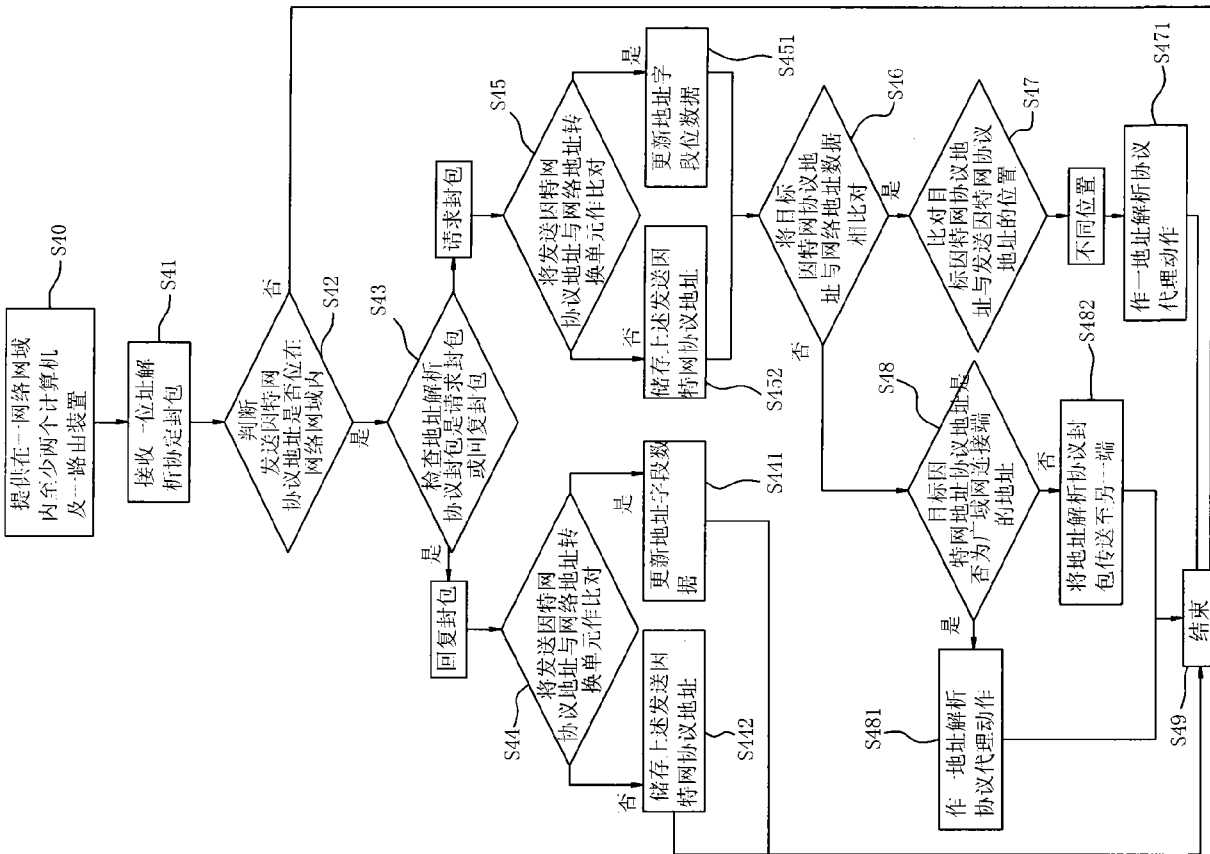 S40
提供在一网络网域
内至少两个计算机
及一路由装置
S41
接收一位址解
析协定封包
S42
判断
发送因特网
协议地址是否位在
网络网域内
否
是
S43
检查地址解析
协议封包是请求封包
或回复封包
是
回复封包
请求封包
S44
将发送因特网
协议地址与网络地址转
换单元作比对
否
是
S442
储存上述发送因
特网协议地址
S441
更新地址字段数
据
S45
将发送因特网
协议地址与网络地址转
换单元作比对
否
是
S452
储存上述发送因
特网协议地址
S451
更新地址字
段位数据
S46
将目标
因特网协议地
址与网络地址数据
相比对
否
是
S48
目标因
特网地址协议地址是
否为广域网连接端
的地址
是
否
S481
作一地址解析
协议代理动作
S482
将地址解析协议封
包传送至另一端
S47
比对目
标因特网协议地
址与发送因特网协议
地址的位置
不同位置
S471
作一地址解析协议
代理动作
S49
结束